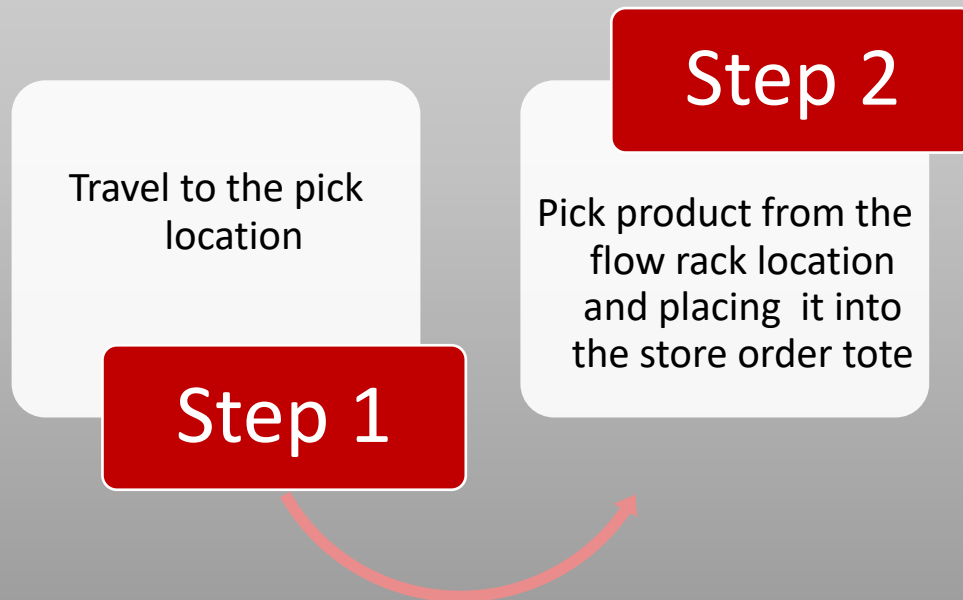 Travel to the pick
location
Step 1
Step 2
Pick product from the
flow rack location
and placing  it into
the store order tote